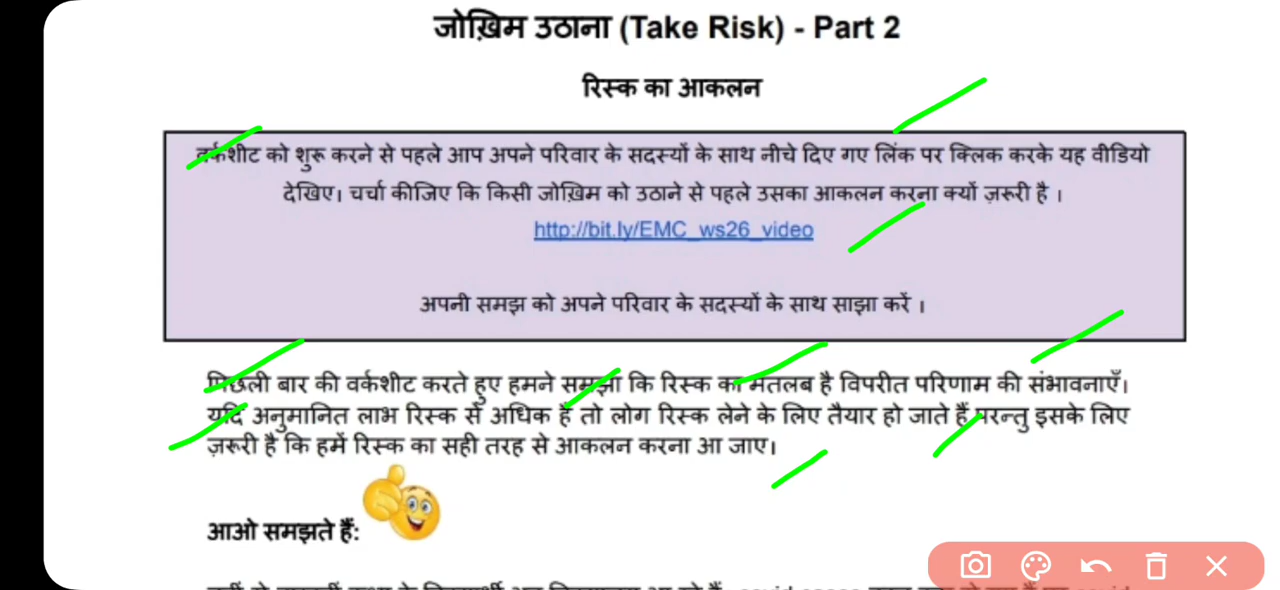 जोख़िम उठाना (Take Risk) - Part 2
रिस्क का आकलन
वर्कशीट को शुरू करने से पहले आप अपने परिवार के सदस्यों के साथ नीचे दिए गए लिंक पर क्लिक करके यह वीडियो
देखिए। चर्चा कीजिए कि किसी जोख़िम को उठाने से पहले उसका आकलन करना क्यों ज़रूरी है ।
http://bit.ly/EMC_ws26_video
अपनी समझ को अपने परिवार के सदस्यों के साथ साझा करें ।
पिछली बार की वर्कशीट करते हुए हमने समझा कि रिस्क का मतलब है विपरीत परिणाम की संभावनाएँ।
यदि अनुमानित लाभ रिस्क से अधिक है तो लोग रिस्क लेने के लिए तैयार हो जाते हैं परन्तु इसके लिए
ज़रूरी है कि हमें रिस्क का सही तरह से आकलन करना आ जाए।
आओ समझते हैं: